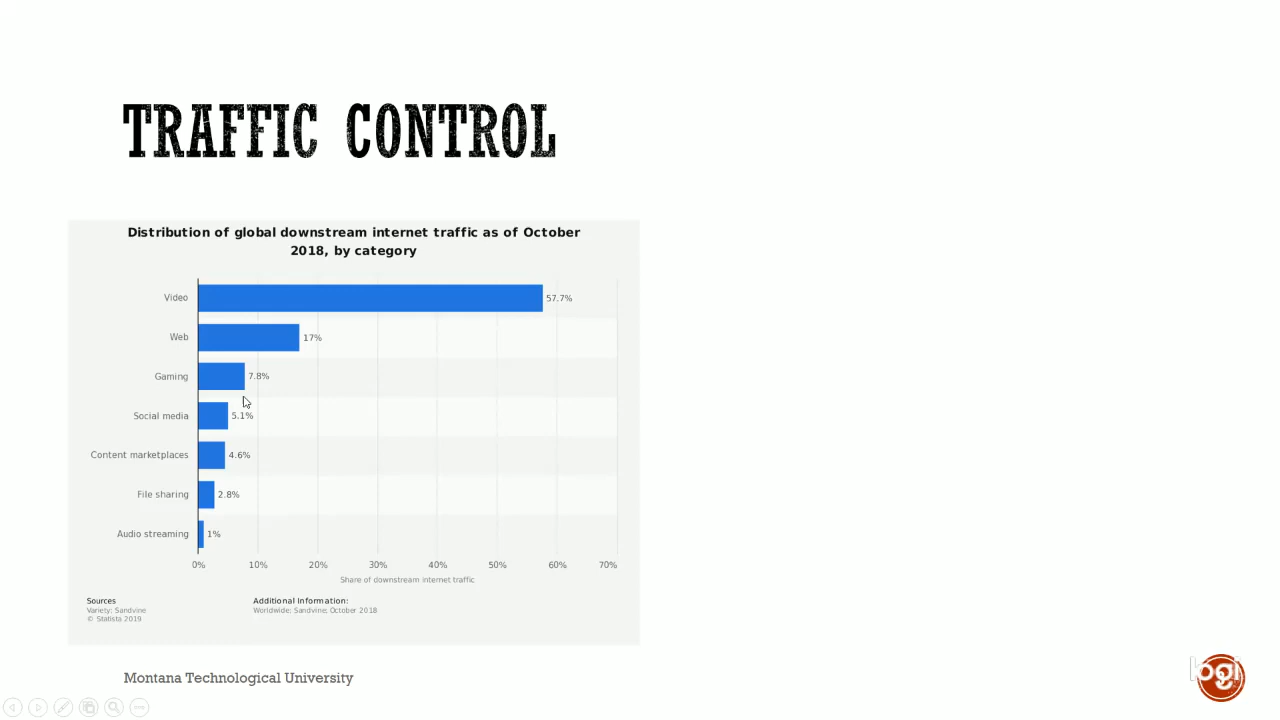 TRAFFIC CONTROL
Distribution of global downstream internet traffic as of October
2018, by category
Video 57.7%
Web 17%
Gaming 7.8%
Social media 5.1%
Content marketplaces 4.6%
File sharing 2.8%
Audio streaming 1%
0% 10% 20% 30% 40% 50% 60% 70%
Share of downstream internet traffic
Sources
Variety; Sandvine
© Statista 2019
Additional Information:
Worldwide; Sandvine; October 2018
Montana Technological University